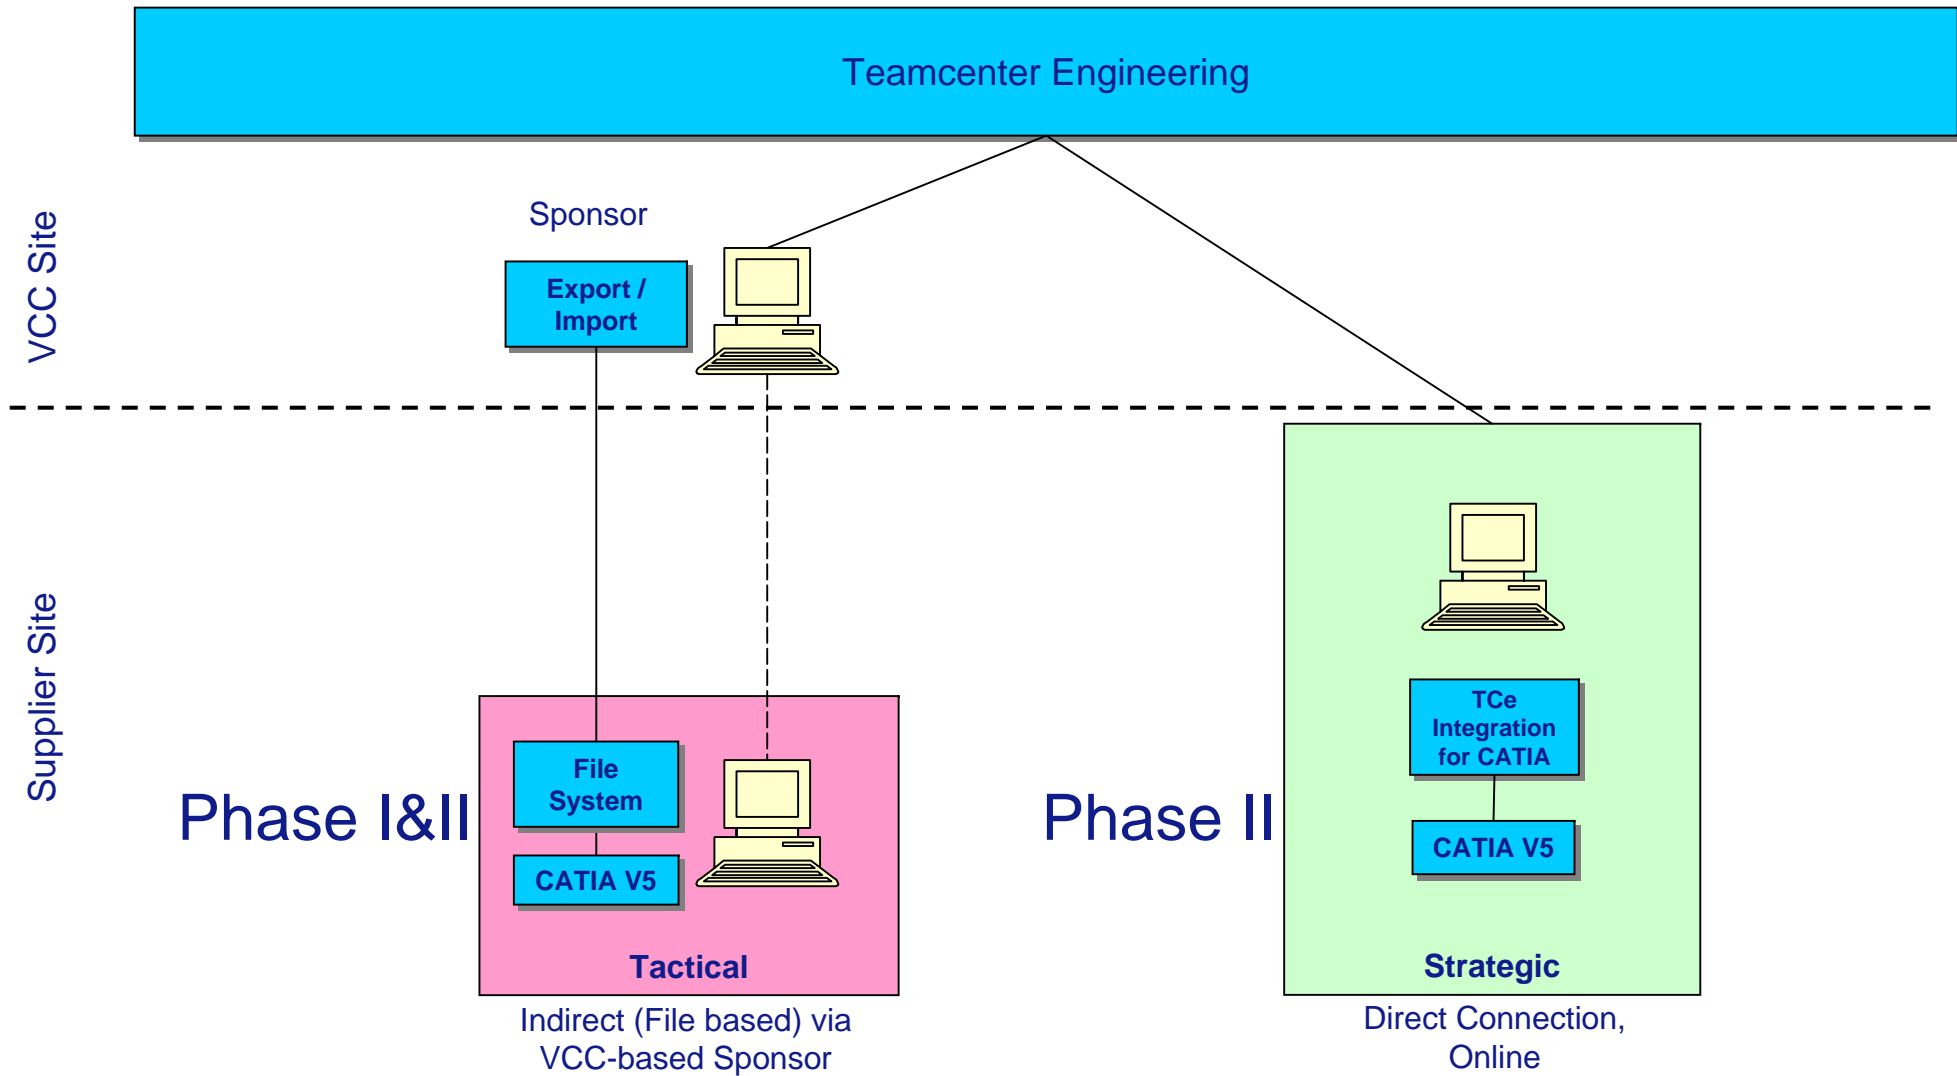 Teamcenter Engineering
VCC Site
Sponsor
Export /
Import
Supplier Site
Phase I&II
File
System
CATIA V5
Tactical
Indirect (File based) via
VCC-based Sponsor
Phase II
TCe
Integration
for CATIA
CATIA V5
Strategic
Direct Connection,
Online